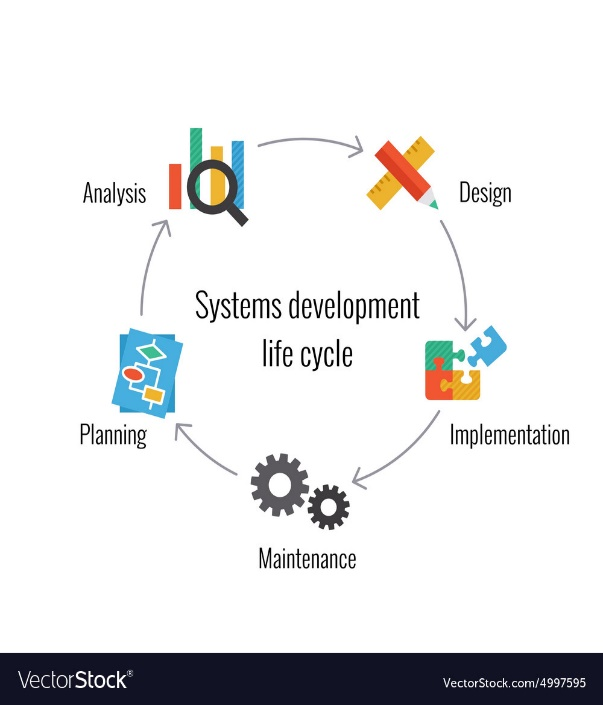 Analysis
Design
Systems development
life cycle
Planning
Implementation
Maintenance
VectorStock®
VectorStock.com/4997595